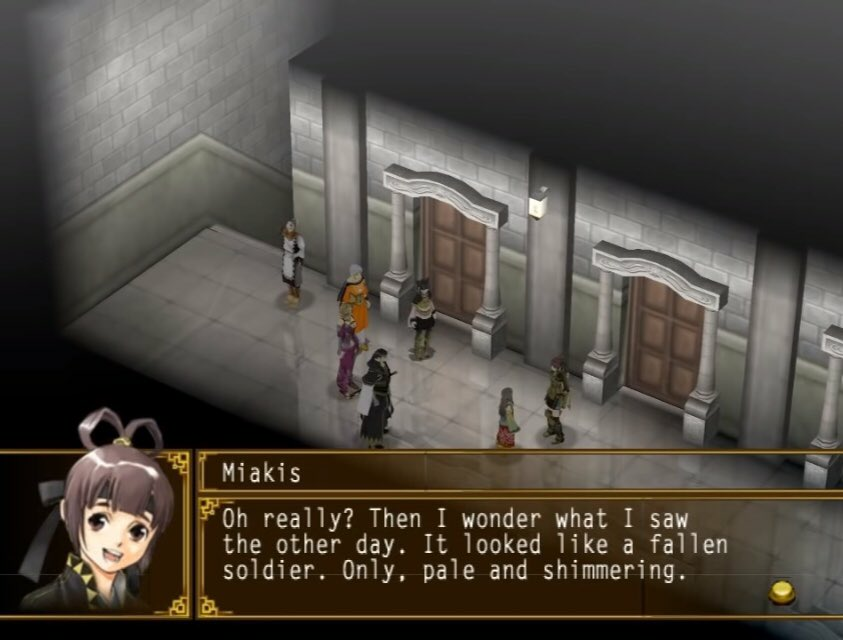 Miakis
Oh really? Then I wonder what I saw
the other day. It looked like a fallen
soldier. Only, pale and shimmering.